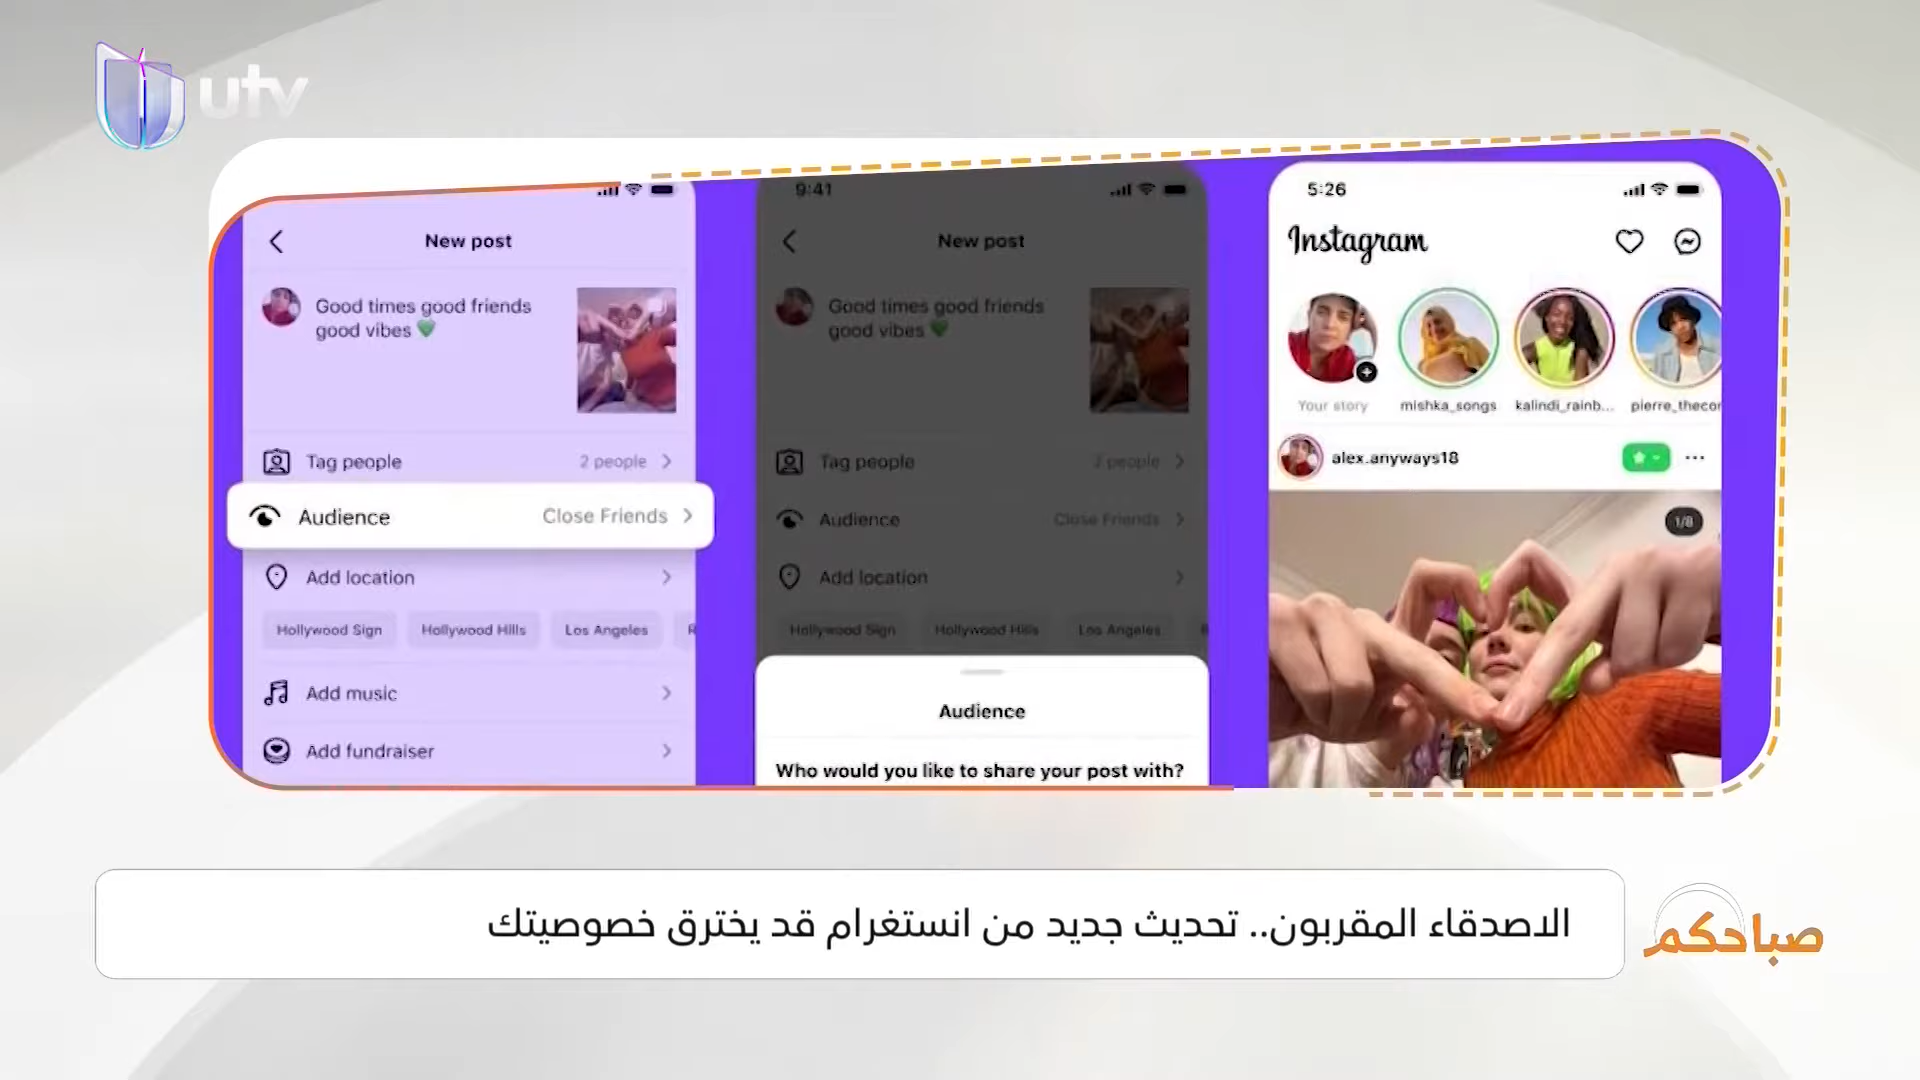 utv
New post
Good times good friends
good vibes 💚
Tag people 2 people
Audience Close Friends
Add location
Hollywood Sign Hollywood Hills Los Angeles
Add music
Add fundraiser
9:41
New post
Good times good friends
good vibes 💚
Tag people 2 people
Audience Close Friends
Add location
Hollywood Sign Hollywood Hills Los Angeles
Audience
Who would you like to share your post with?
5:26
Instagram
Your story mishka_songs kalindi_rainb... pierre_thecon
alex.anyways18
1/8
الاصدقاء المقربون.. تحديث جديد من انستغرام قد يخترق خصوصيتك
صباحكم